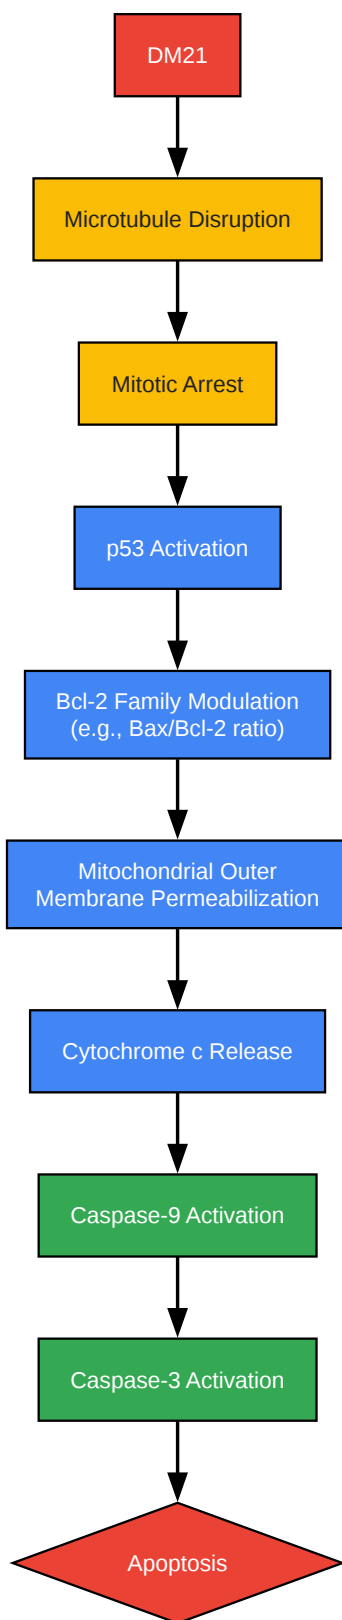 DM21
Microtubule Disruption
Mitotic Arrest
p53 Activation
Bcl-2 Family Modulation
(e.g., Bax/Bcl-2 ratio)
Mitochondrial Outer
Membrane Permeabilization
Cytochrome c Release
Caspase-9 Activation
Caspase-3 Activation
Apoptosis